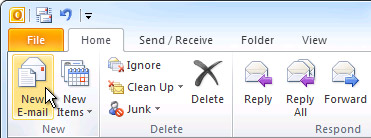 File Home Send / Receive Folder View
New E-mail
New Items
Ignore
Clean Up
Junk
Delete
Reply
Reply All
Forward
New Delete Respond